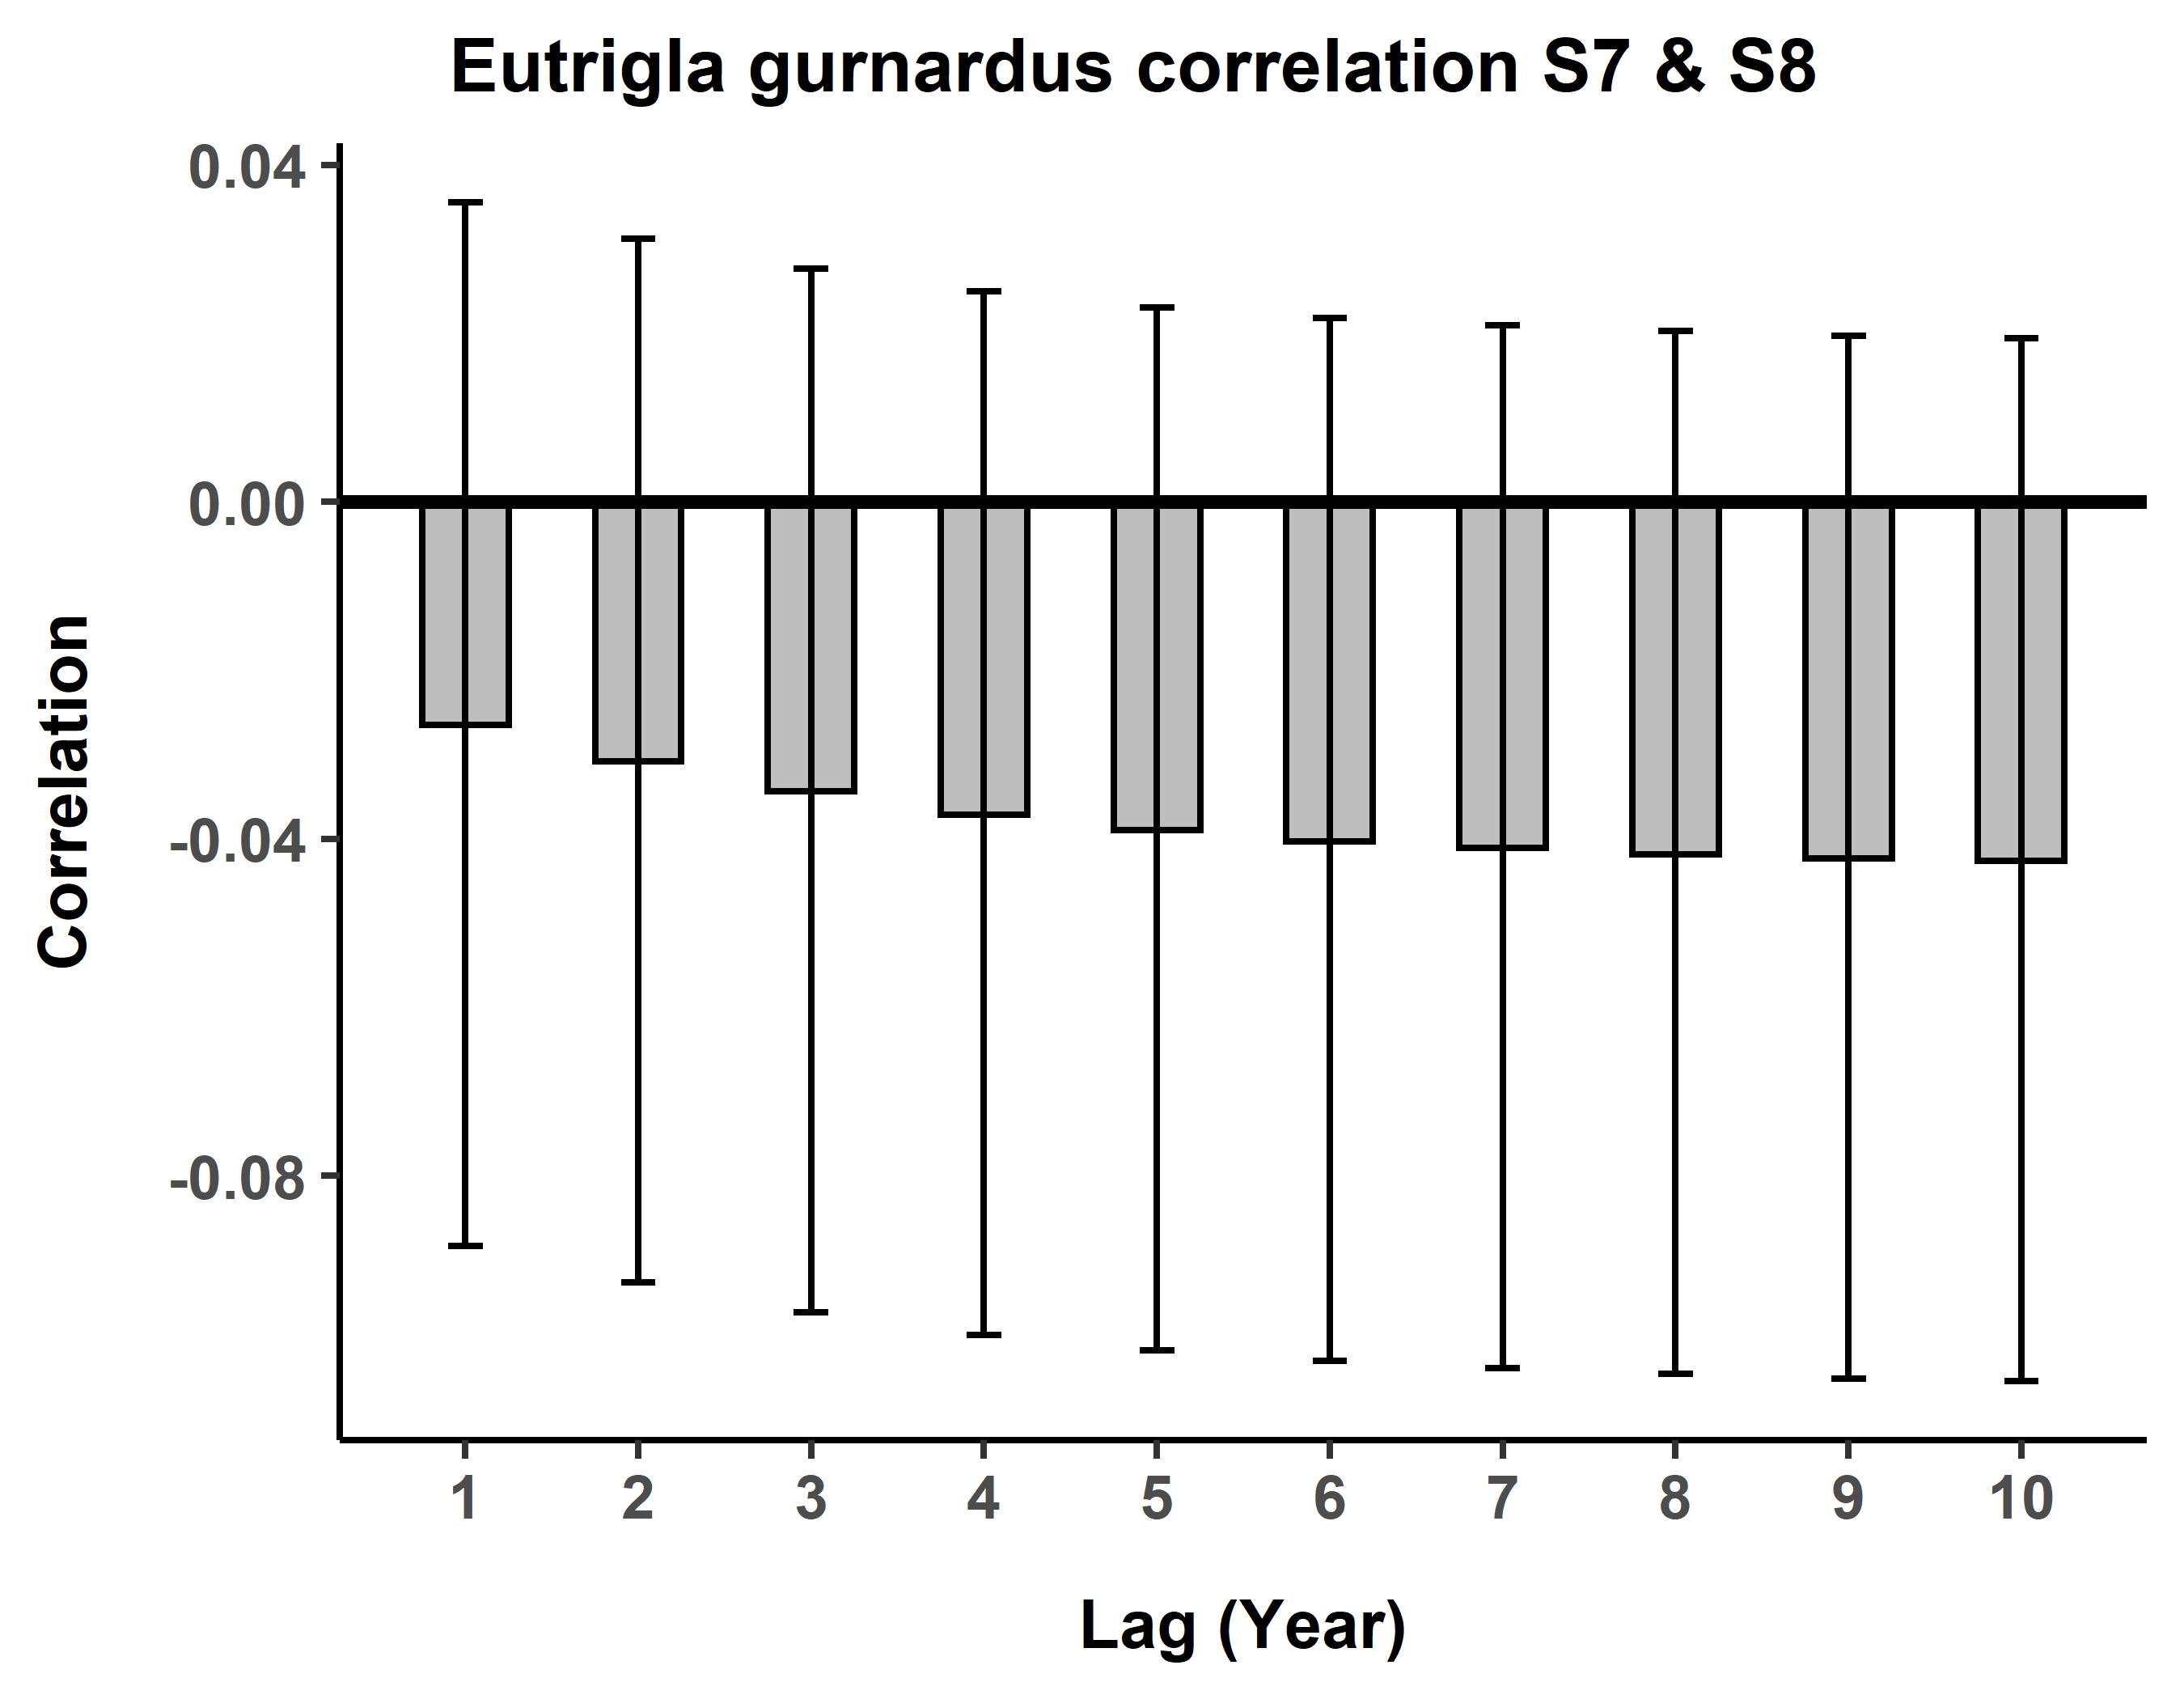 Eutrigla gurnardus correlation S7 & S8
0.04
0.00
-0.04
-0.08
Correlation
1 2 3 4 5 6 7 8 9 10
Lag (Year)